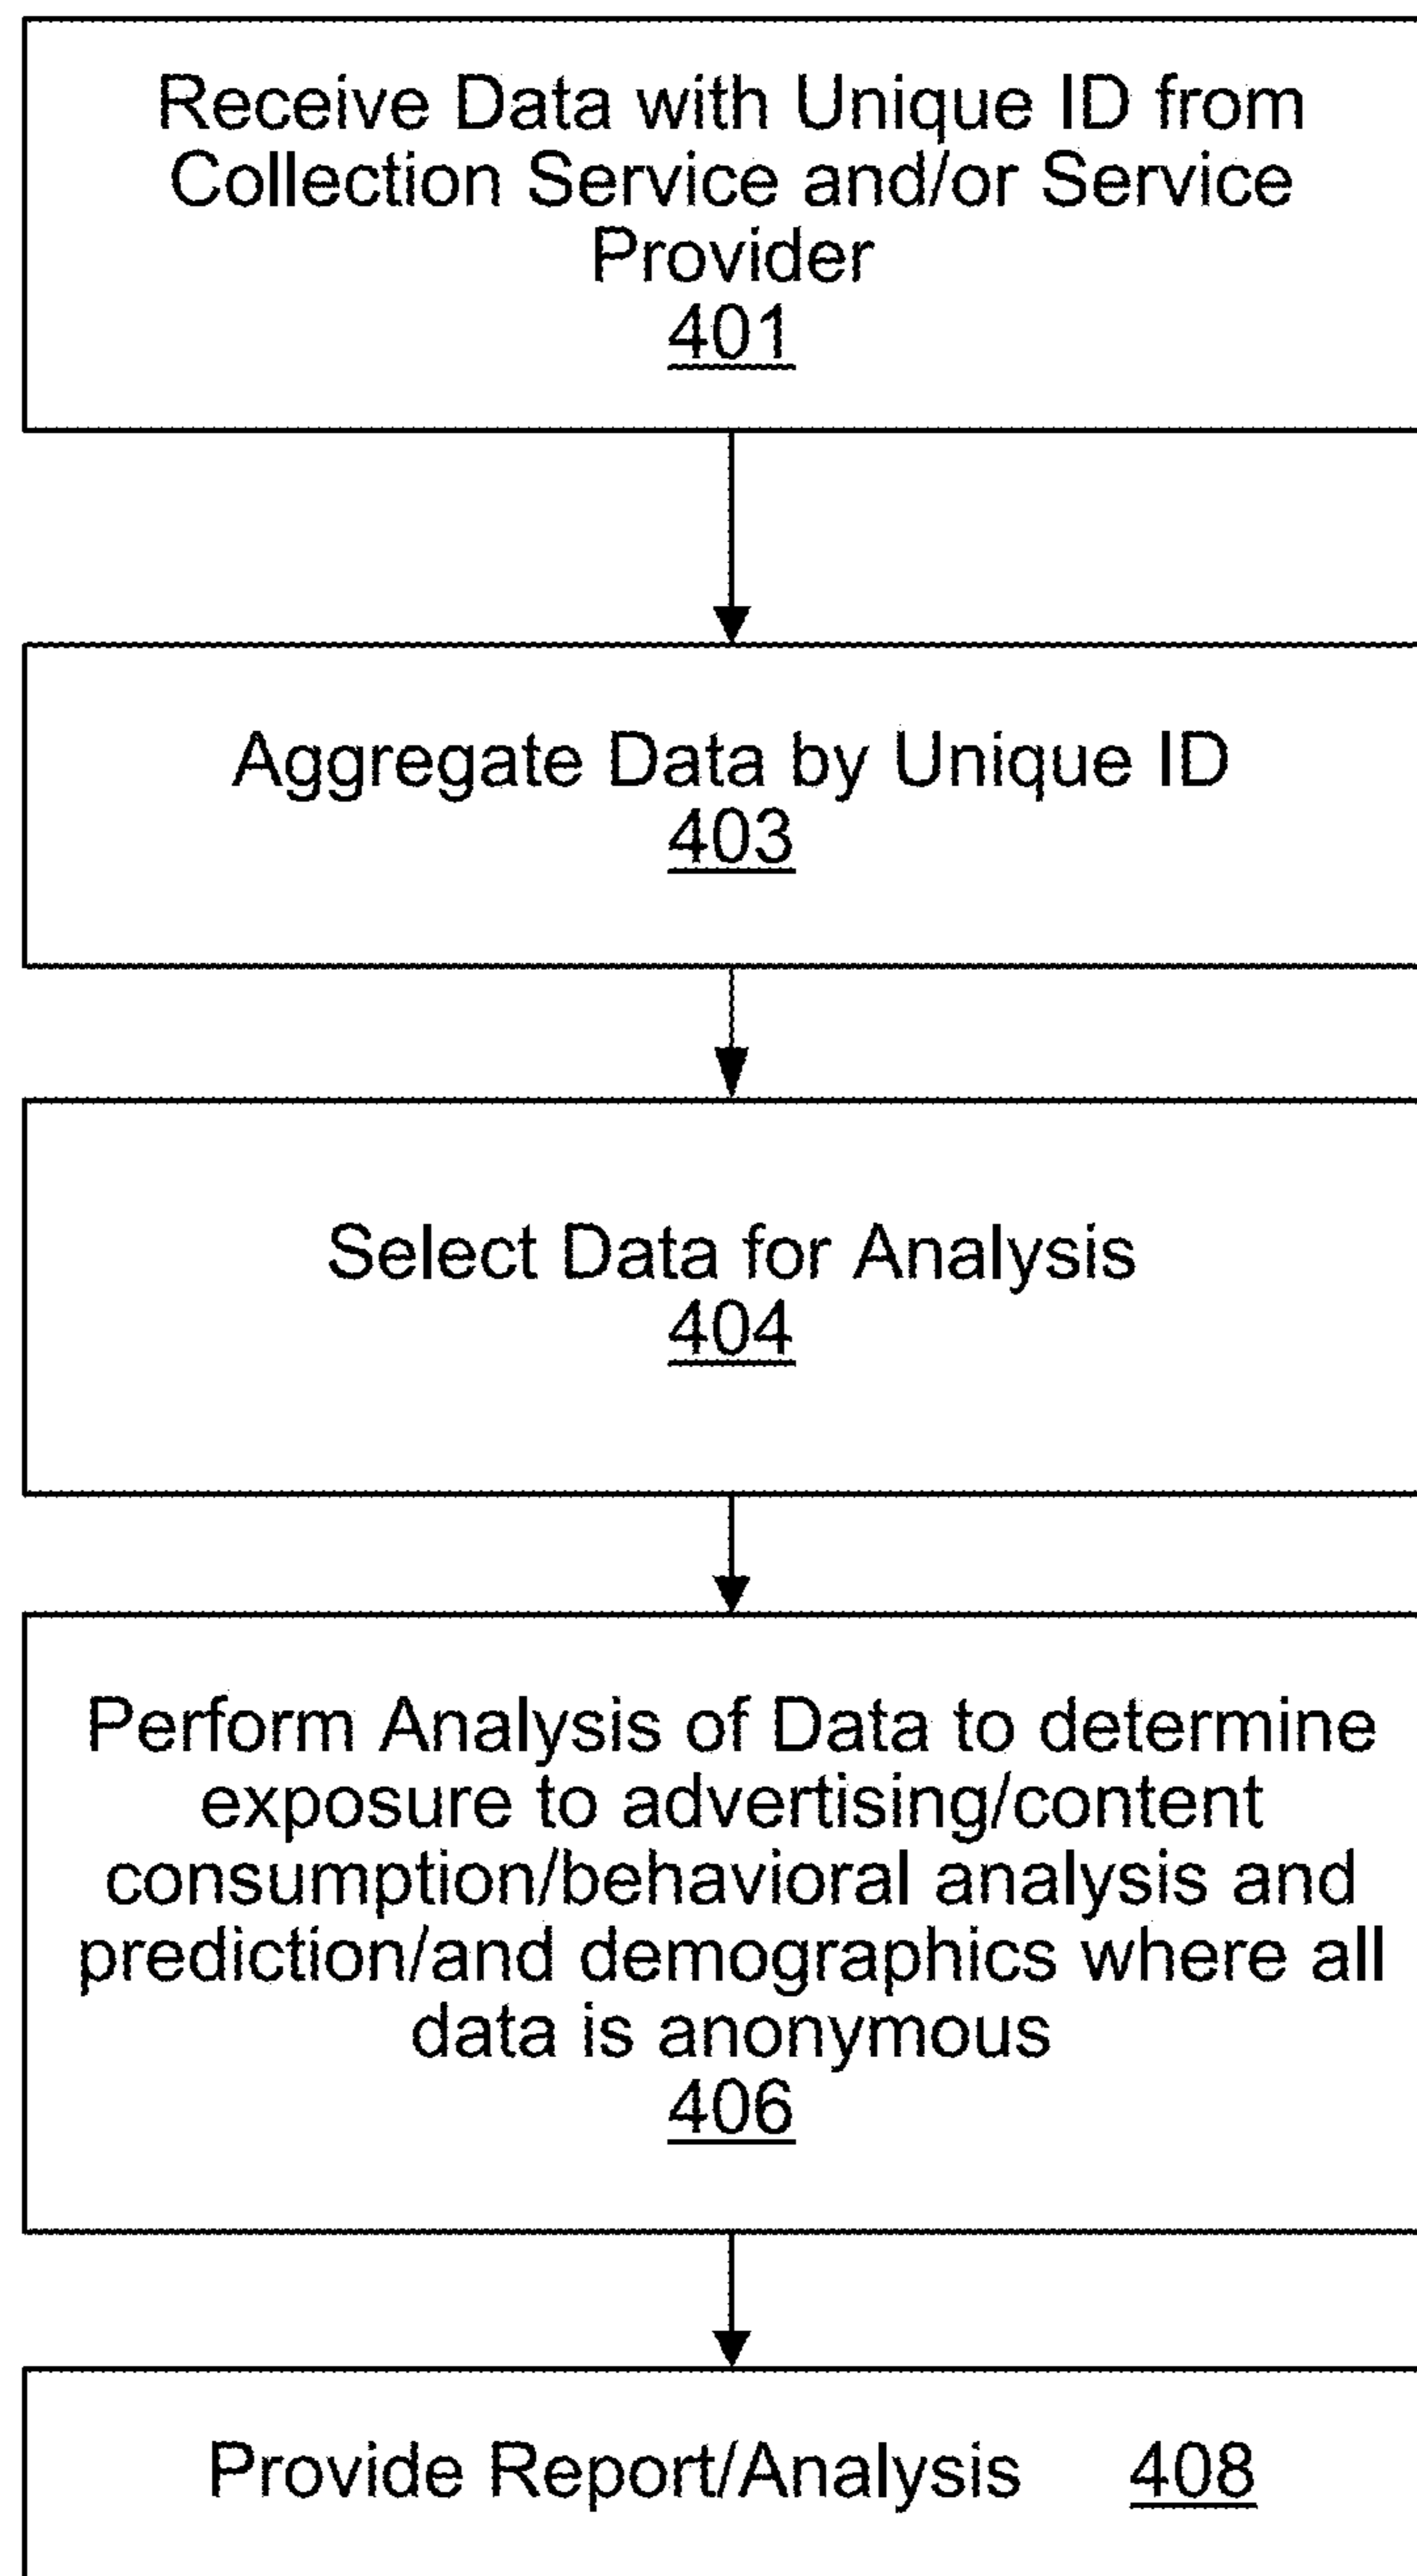 Receive Data with Unique ID from
Collection Service and/or Service
Provider
401
Aggregate Data by Unique ID
403
Select Data for Analysis
404
Perform Analysis of Data to determine
exposure to advertising/content
consumption/behavioral analysis and
prediction/and demographics where all
data is anonymous
406
Provide Report/Analysis 408